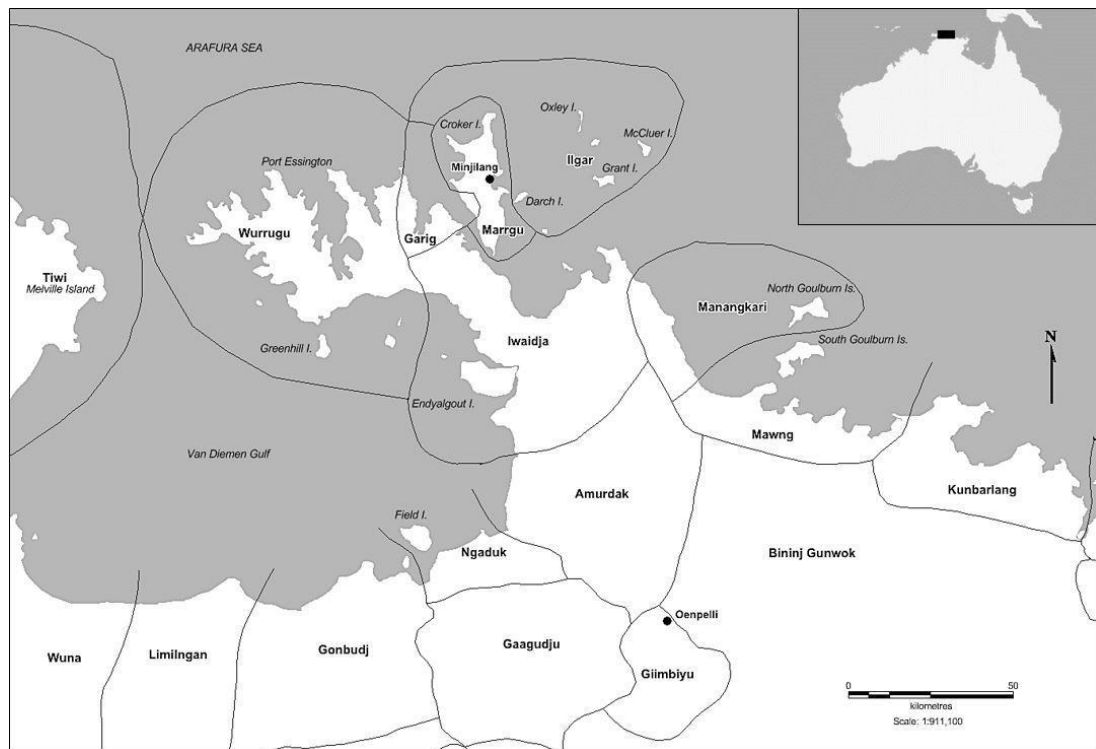 ARAFURA SEA
Oxley I.
Croker I.
McCluer I.
Port Essington
Ilgar
Minjilang
Grant I.
Darch I.
Wurrugu
Garig
Marrgu
Tiwi
Melville Island
North Goulburn Is.
Manangkari
N
Iwaidja
South Goulburn Is.
Greenhill I.
Endyalgout I.
Mawng
Van Diemen Gulf
Kunbarlang
Amurdak
Field I.
Ngaduk
Bininj Gunwok
Oenpelli
Gaagudju
Gonbudj
Limilngan
Wuna
Giimbiyu
0 50
kilometres
Scale: 1:911,100